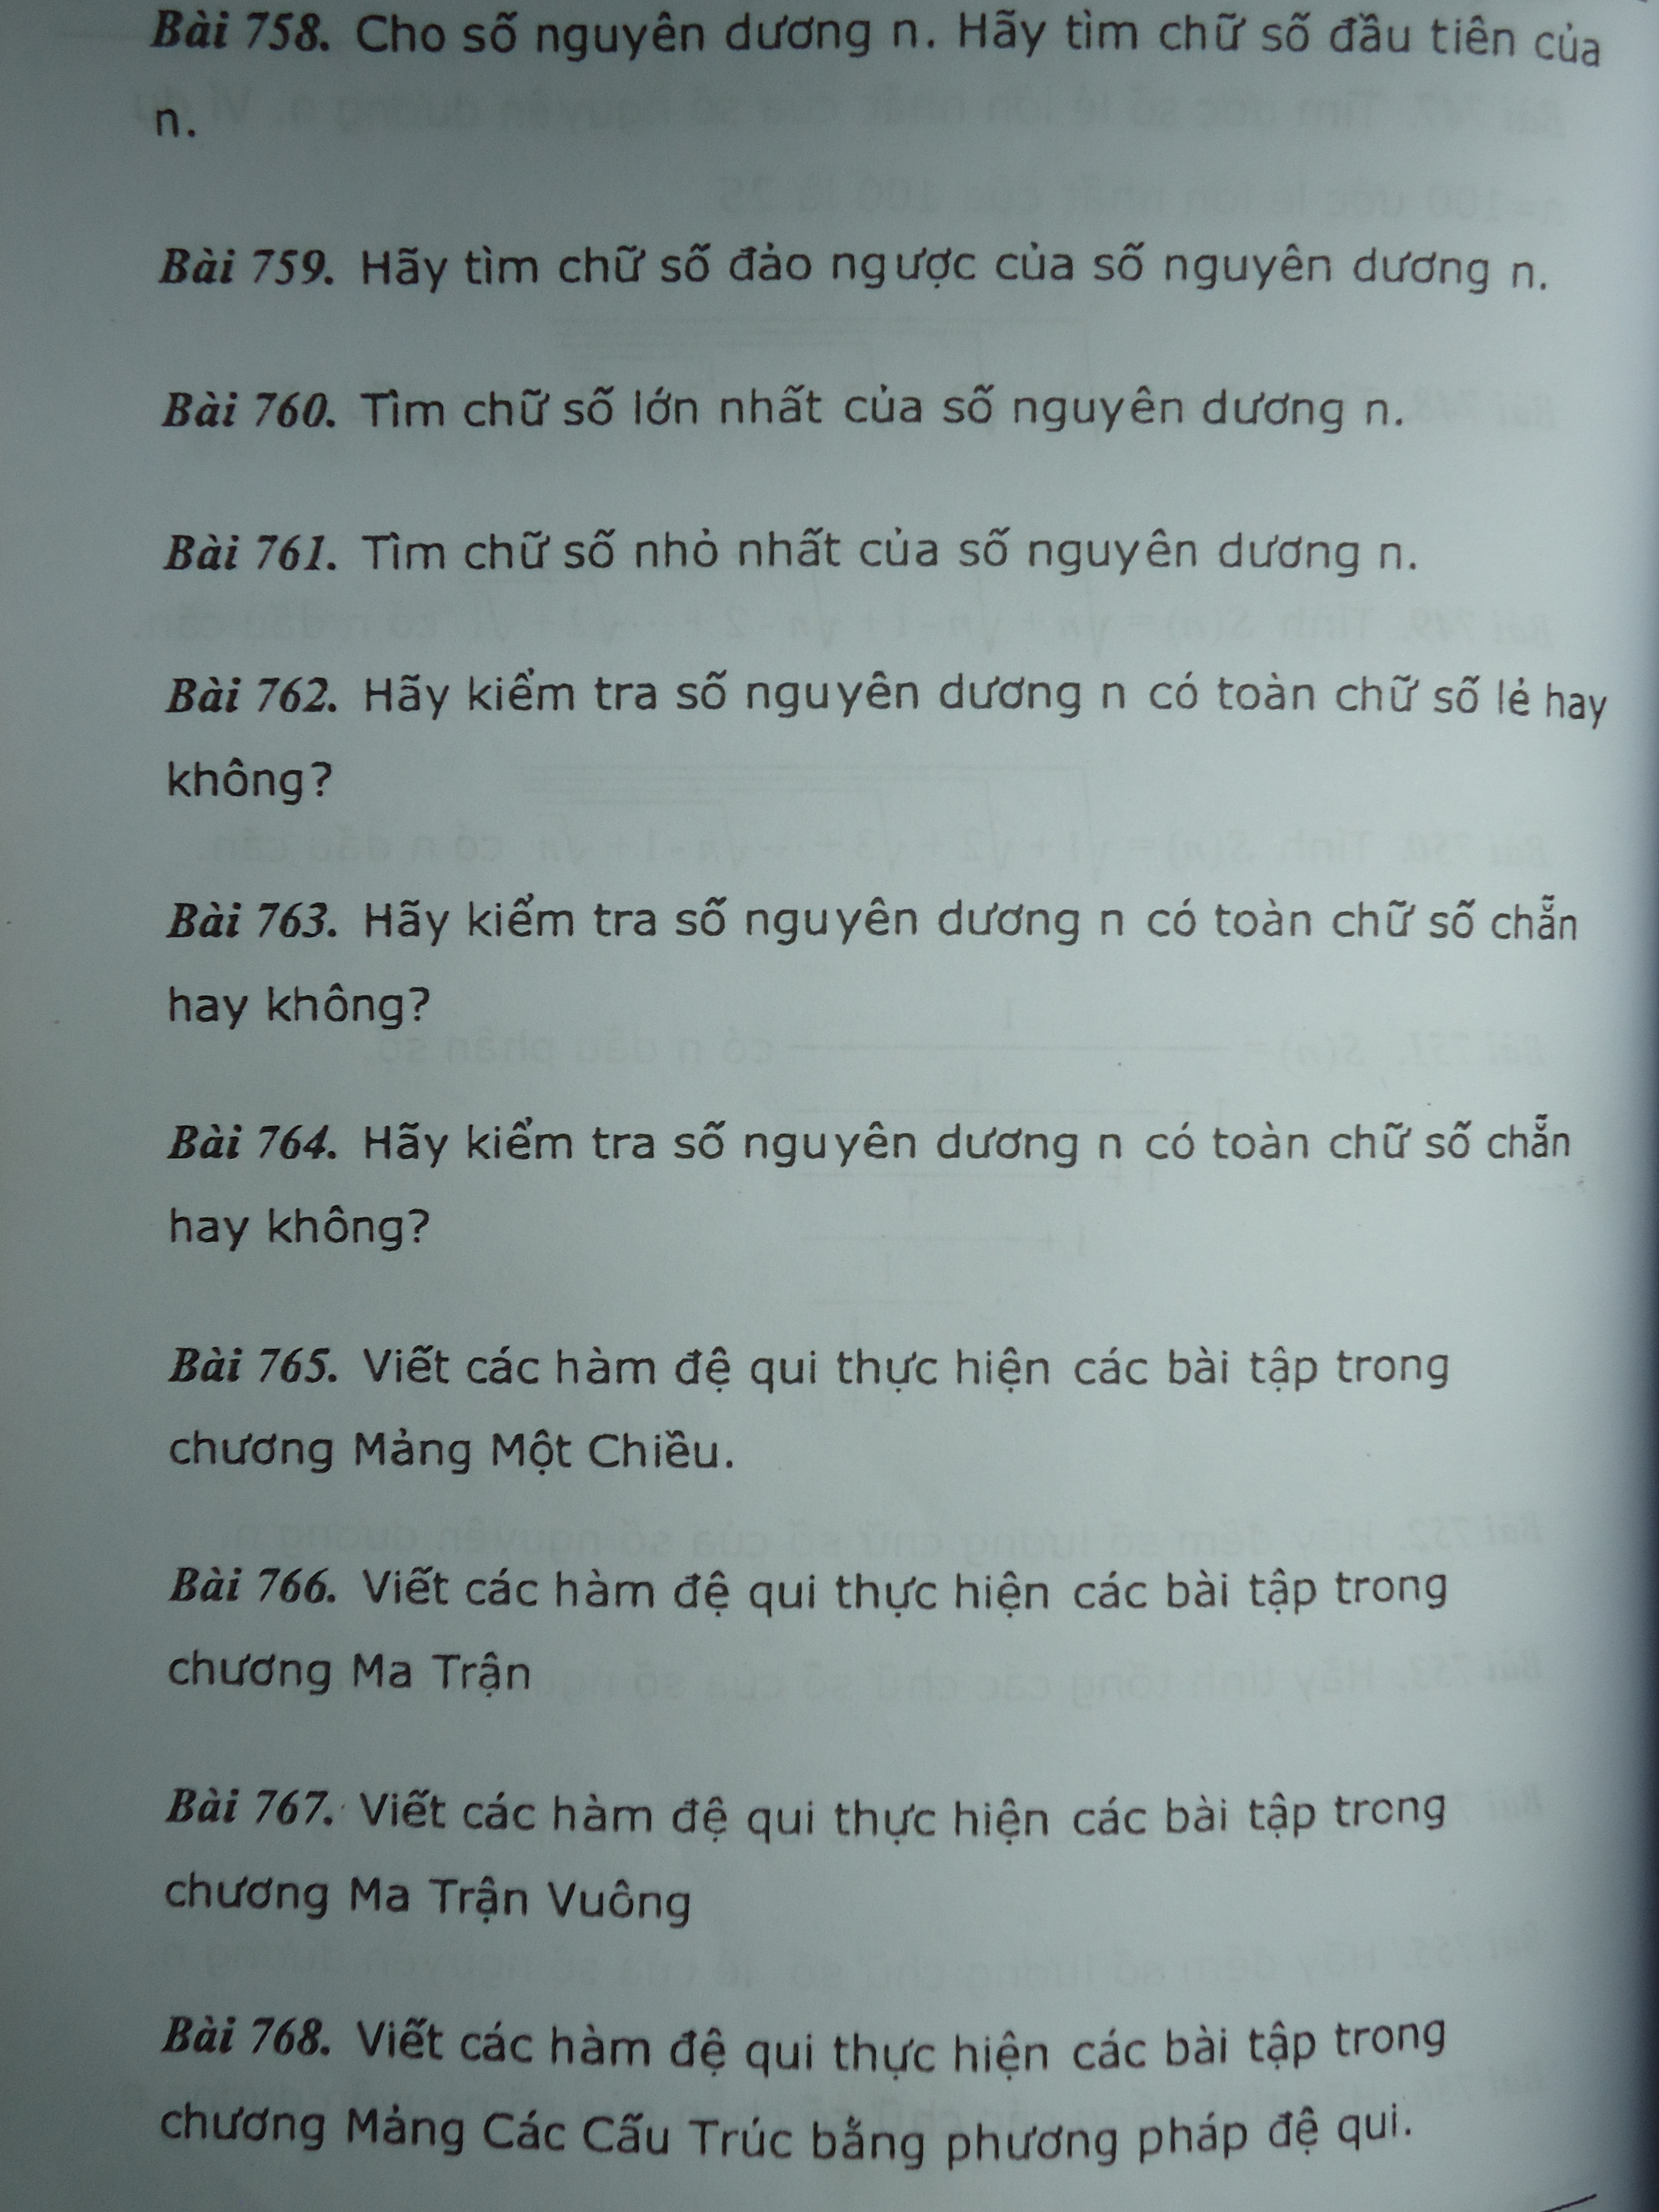 Bài 758. Cho số nguyên dương n. Hãy tìm chữ số đầu tiên của
n.
Bài 759. Hãy tìm chữ số đảo ngược của số nguyên dương n.
Bài 760. Tìm chữ số lớn nhất của số nguyên dương n.
Bài 761. Tìm chữ số nhỏ nhất của số nguyên dương n.
Bài 762. Hãy kiểm tra số nguyên dương n có toàn chữ số lẻ hay
không?
Bài 763. Hãy kiểm tra số nguyên dương n có toàn chữ số chẵn
hay không?
Bài 764. Hãy kiểm tra số nguyên dương n có toàn chữ số chẵn
hay không?
Bài 765. Viết các hàm đệ qui thực hiện các bài tập trong
chương Mảng Một Chiều.
Bài 766. Viết các hàm đệ qui thực hiện các bài tập trong
chương Ma Trận
Bài 767. Viết các hàm đệ qui thực hiện các bài tập trong
chương Ma Trận Vuông
Bài 768. Viết các hàm đệ qui thực hiện các bài tập trong
chương Mảng Các Cấu Trúc bằng phương pháp đệ qui.